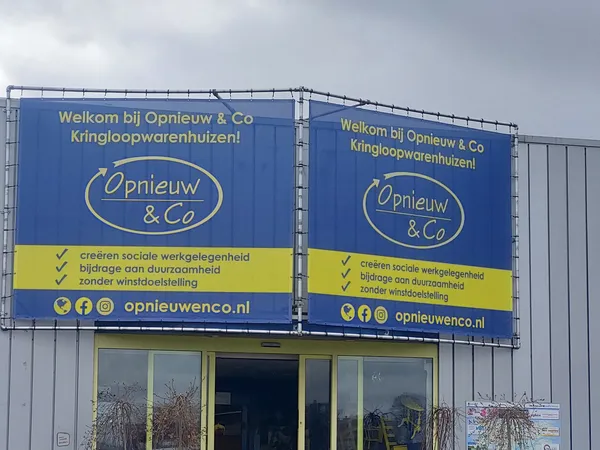 Welkom bij Opnieuw & Co
Kringloopwarenhuizen!
Opnieuw
& Co
✓ creëren sociale werkgelegenheid
✓ bijdrage aan duurzaamheid
✓ zonder winstdoelstelling
opnieuwenco.nl
Welkom bij Opnieuw & Co
Kringloopwarenhuizen!
Opnieuw
& Co
✓ creëren sociale werkgelegenheid
✓ bijdrage aan duurzaamheid
✓ zonder winstdoelstelling
opnieuwenco.nl